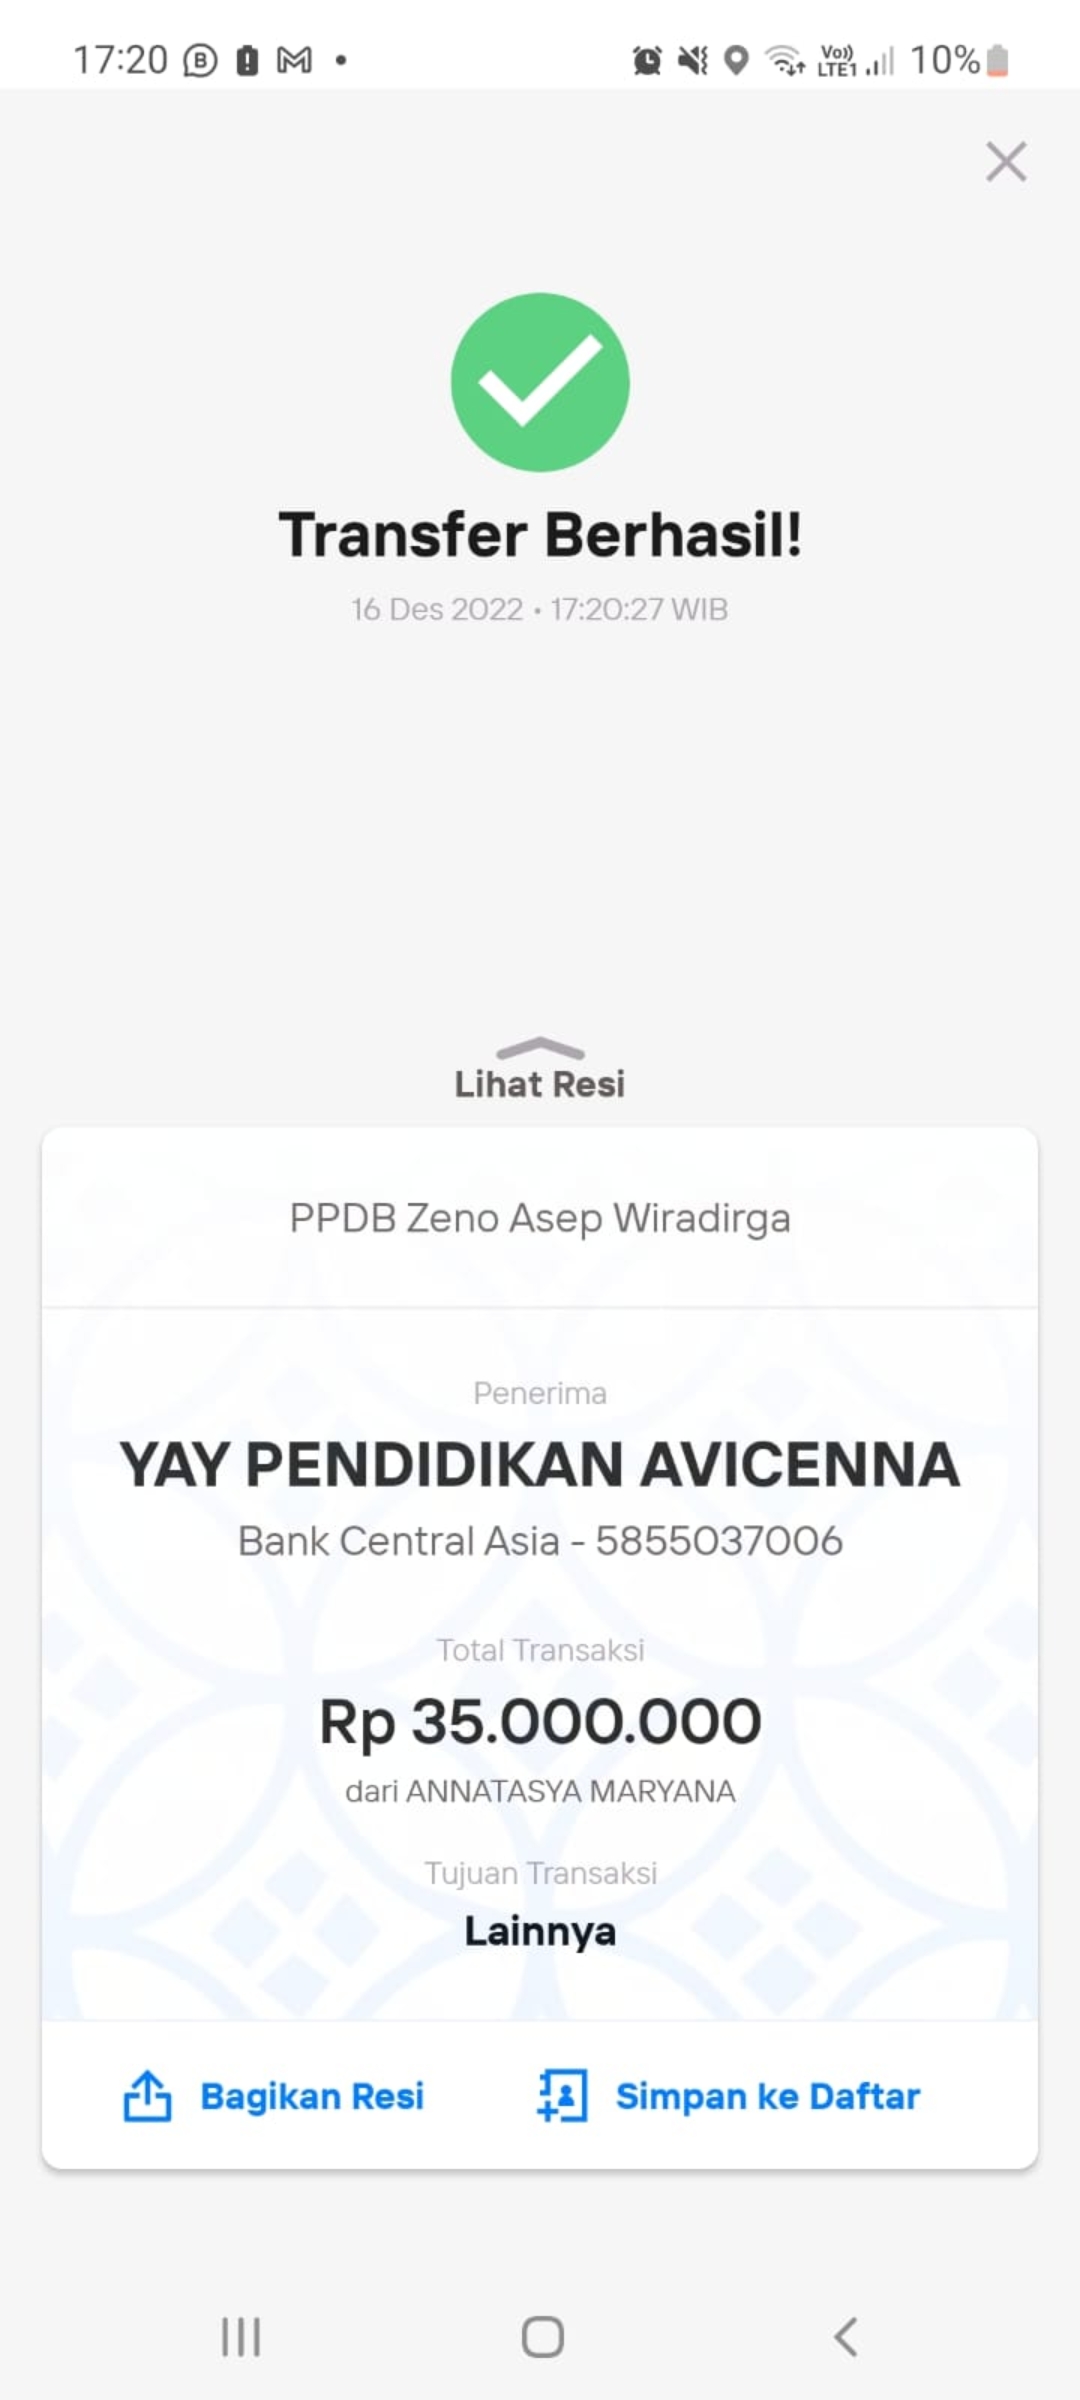 17:20
Vo))
LTE1
10%
Transfer Berhasil!
16 Des 2022 • 17:20:27 WIB
Lihat Resi
PPDB Zeno Asep Wiradirga
Penerima
YAY PENDIDIKAN AVICENNA
Bank Central Asia - 5855037006
Total Transaksi
Rp 35.000.000
dari ANNATASYA MARYANA
Tujuan Transaksi
Lainnya
Bagikan Resi
Simpan ke Daftar